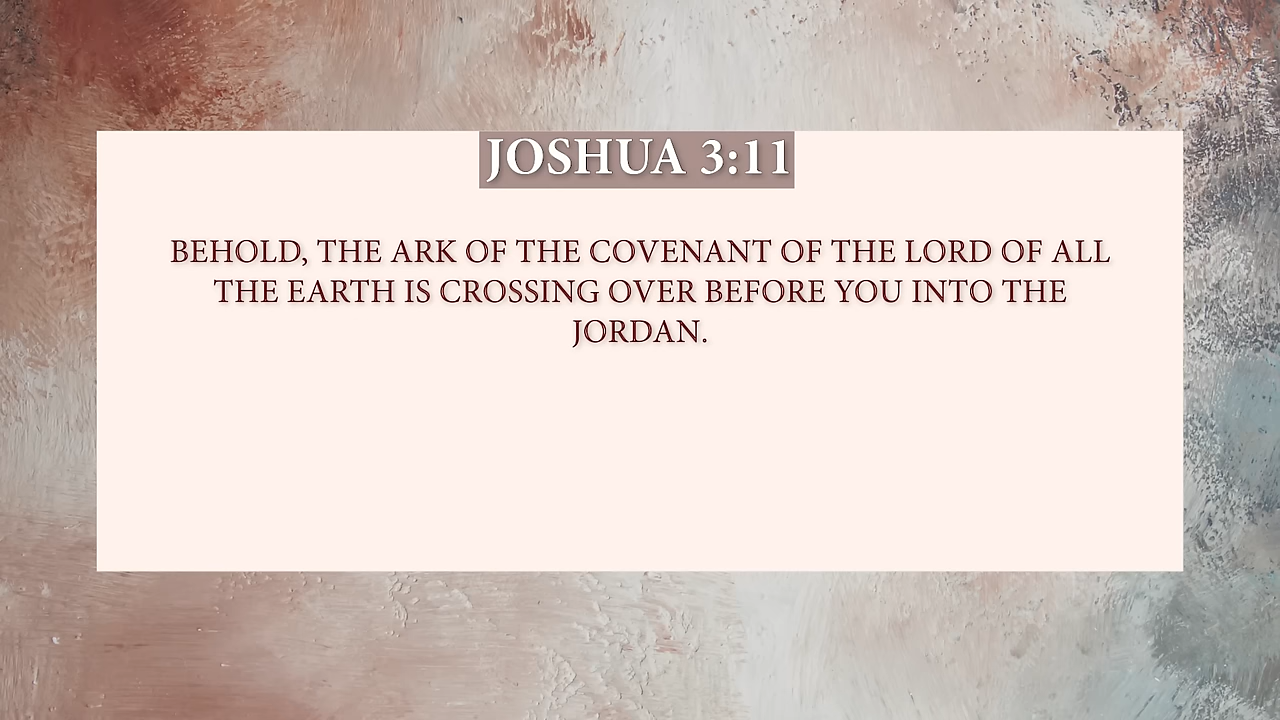 JOSHUA 3:11
BEHOLD, THE ARK OF THE COVENANT OF THE LORD OF ALL
THE EARTH IS CROSSING OVER BEFORE YOU INTO THE
JORDAN.